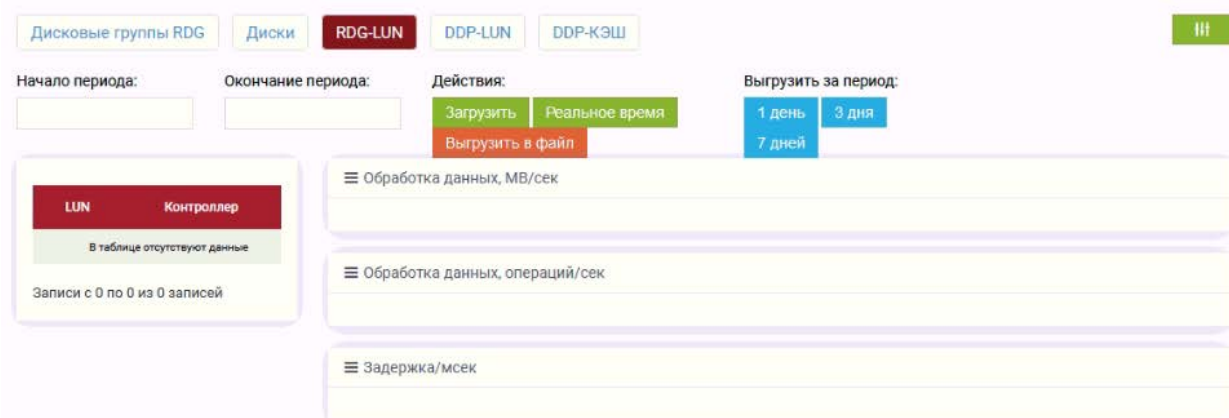 Дисковые группы RDG Диски RDG-LUN DDP-LUN DDP-КЭШ
Начало периода: Окончание периода: Действия: Выгрузить за период:
Загрузить Реальное время 1 день 3 дня
Выгрузить в файл 7 дней
Обработка данных, MB/сек
LUN Контроллер
В таблице отсутствуют данные
Обработка данных, операций/сек
Записи с 0 по 0 из 0 записей
Задержка/мсек